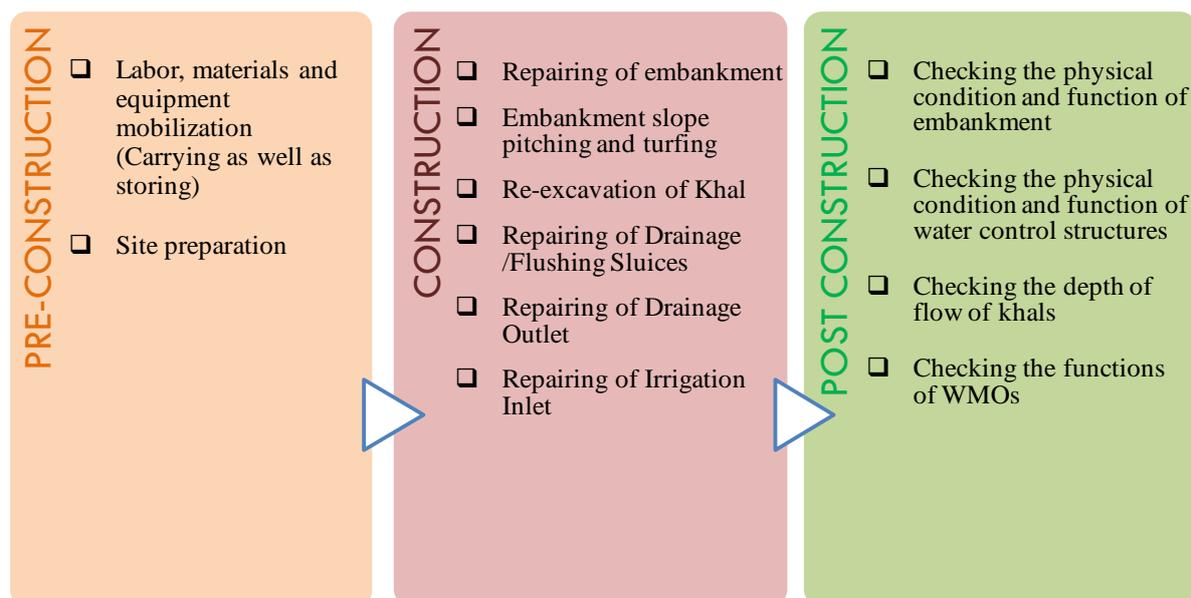 PRE-CONSTRUCTION
Labor, materials and
equipment
mobilization
(Carrying as well as
storing)
Site preparation
CONSTRUCTION
Repairing of embankment
Embankment slope
pitching and turfing
Re-excavation of Khal
Repairing of Drainage
/Flushing Sluices
Repairing of Drainage
Outlet
Repairing of Irrigation
Inlet
POST CONSTRUCTION
Checking the physical
condition and function of
embankment
Checking the physical
condition and function of
water control structures
Checking the depth of
flow of khals
Checking the functions
of WMOs